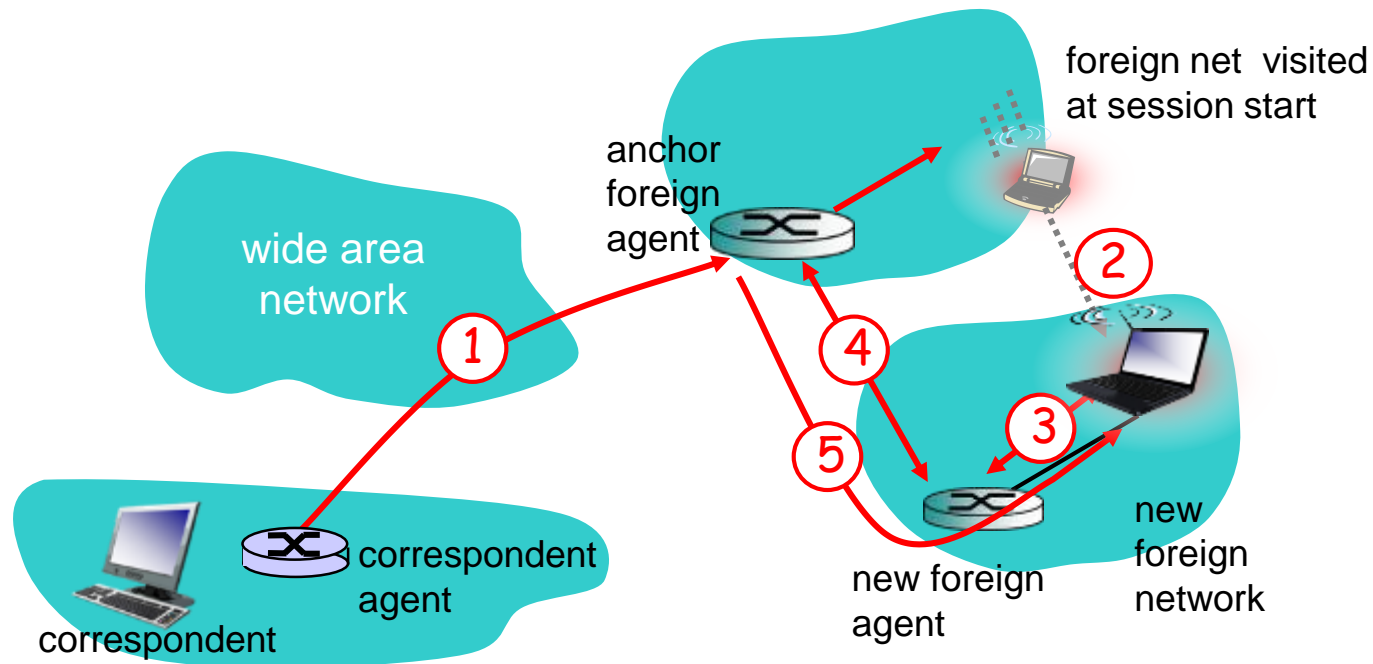 foreign net visited
at session start
anchor
foreign
agent
wide area
network
2
1
4
3
5
new
foreign
network
correspondent
agent
new foreign
agent
correspondent